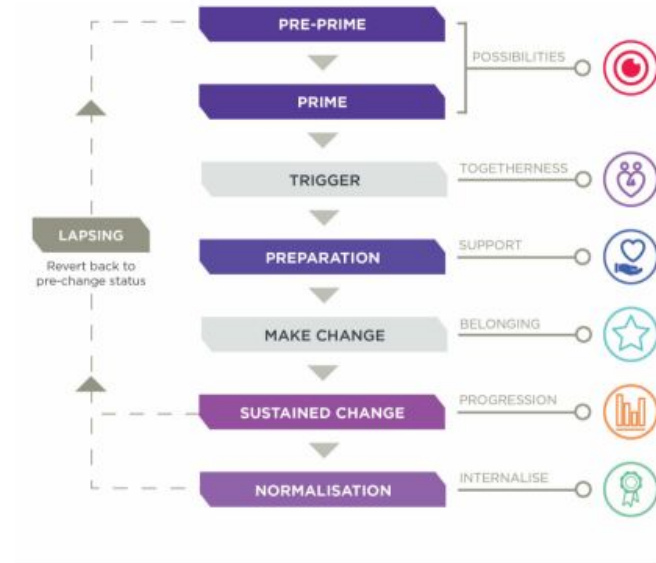 PRE-PRIME
POSSIBILITIES
PRIME
TRIGGER
TOGETHERNESS
LAPSING
Revert back to
pre-change status
PREPARATION
SUPPORT
MAKE CHANGE
BELONGING
SUSTAINED CHANGE
PROGRESSION
NORMALISATION
INTERNALISE